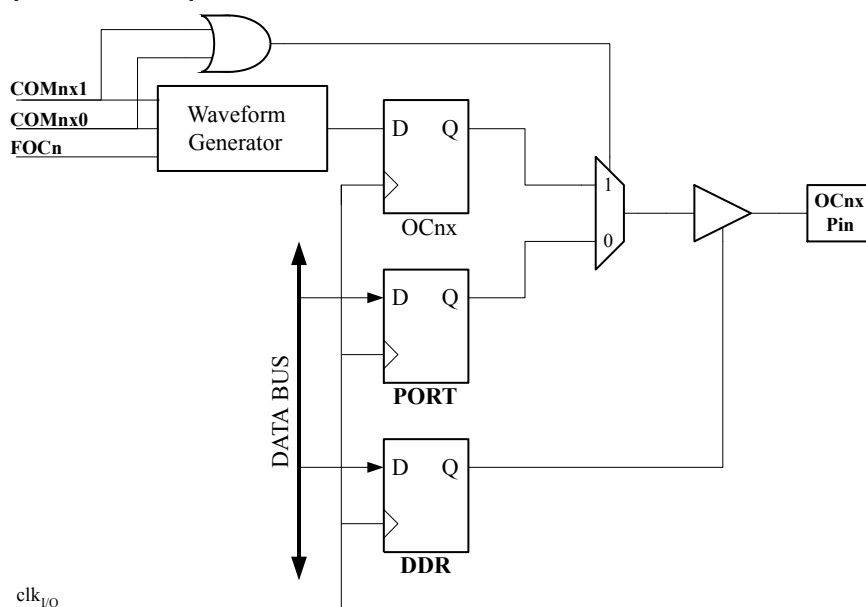 COMnx1
COMnx0
FOCn
Waveform
Generator
D Q
OCnx
1
0
OCnx
Pin
D Q
PORT
D Q
DDR
DATA BUS
clkI/O